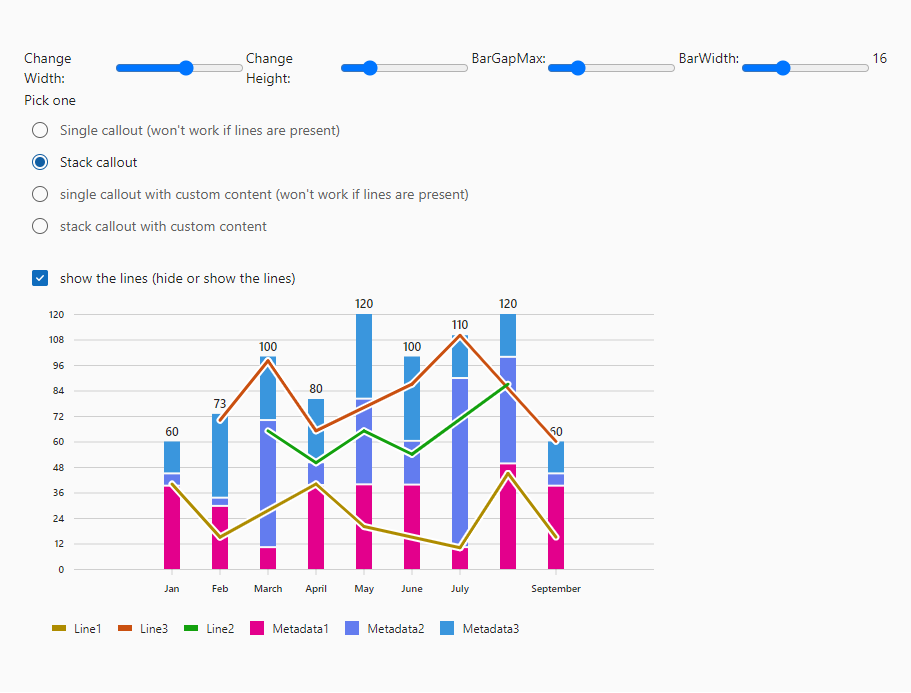 Change Width:
Change Height:
BarGapMax:
BarWidth:
16
Pick one
Single callout (won't work if lines are present)
Stack callout
single callout with custom content (won't work if lines are present)
stack callout with custom content
show the lines (hide or show the lines)
120
108
96
84
72
60
48
36
24
12
0
60
73
100
80
120
100
110
120
60
Jan Feb March April May June July September
Line1 Line3 Line2 Metadata1 Metadata2 Metadata3